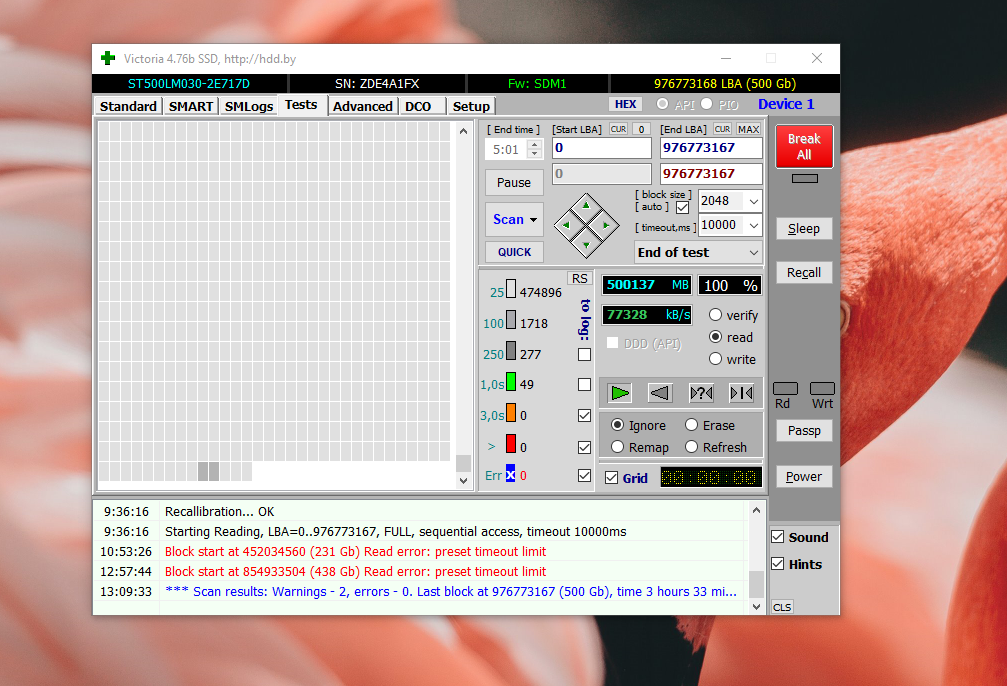 Victoria 4.76b SSD, http://hdd.by
ST500LM030-2E717D SN: ZDE4A1FX Fw: SDM1 976773168 LBA (500 Gb)
Standard SMART SMLogs Tests Advanced DCO Setup HEX API PIO Device 1
[ End time ] [Start LBA] CUR 0 [End LBA] CUR MAX
5:01 0 976773167
0 976773167
Pause
[ block size ] 2048
[ auto ]
Scan
[ timeout,ms ] 10000
QUICK
End of test
Break
All
Sleep
Recall
RS
25 474896
100 1718
250 277
1,0s 49
3,0s 0
> 0
Err x 0
to log:
500137 MB 100 %
77328 kB/s
verify
DDD (API)
read
write
?
Ignore Erase
Remap Refresh
Grid 00:00:00
Rd Wrt
Passp
Power
9:36:16 Recallibration... OK
9:36:16 Starting Reading, LBA=0..976773167, FULL, sequential access, timeout 10000ms
10:53:26 Block start at 452034560 (231 Gb) Read error: preset timeout limit
12:57:44 Block start at 854933504 (438 Gb) Read error: preset timeout limit
13:09:33 *** Scan results: Warnings - 2, errors - 0. Last block at 976773167 (500 Gb), time 3 hours 33 mi...
Sound
Hints
CLS